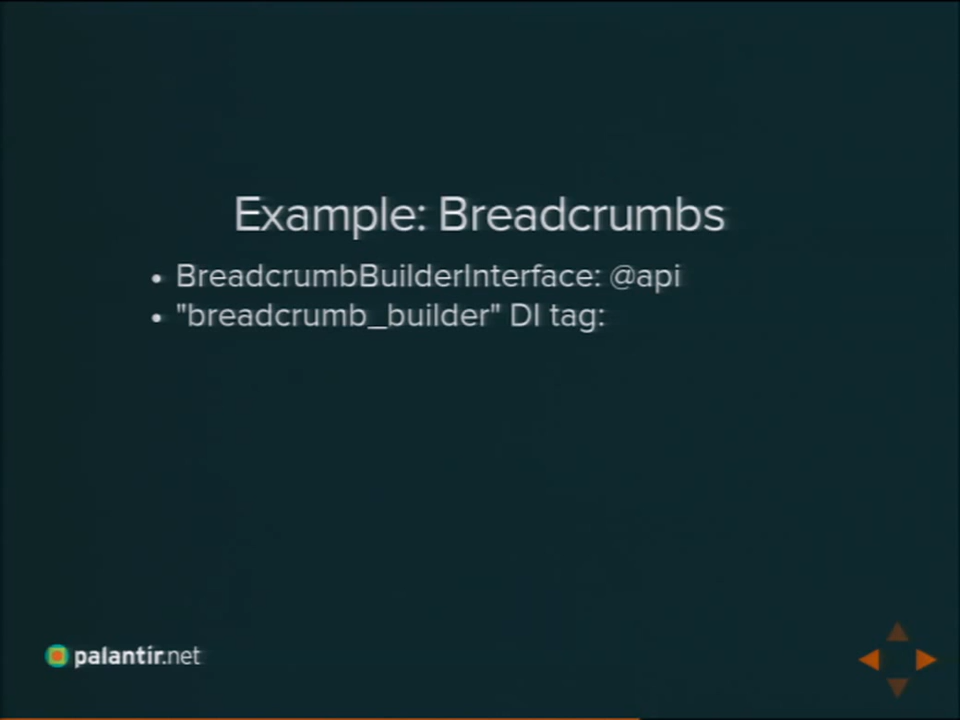 Example: Breadcrumbs
• BreadcrumbBuilderInterface: @api
• "breadcrumb_builder" DI tag:
palantir.net